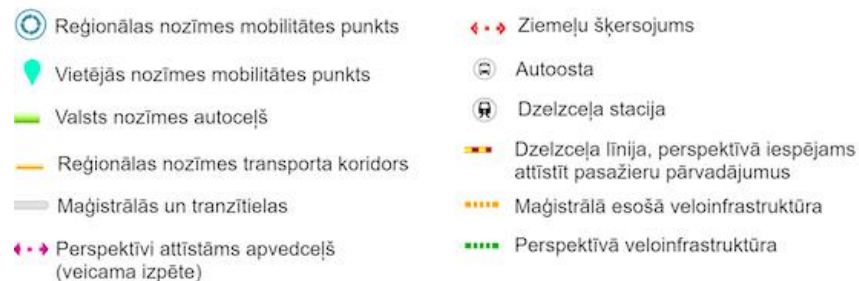 Reģionālas nozīmes mobilitātes punkts
Vietējās nozīmes mobilitātes punkts
Valsts nozīmes autoceļš
Reģionālas nozīmes transporta koridors
Maģistrālās un tranzītielas
Perspektīvi attīstāms apvedceļš
(veicama izpēte)
Ziemeļu šķersojums
Autoosta
Dzelzceļa stacija
Dzelzceļa līnija, perspektīvā iespējams
attīstīt pasažieru pārvadājumus
Maģistrālā esošā veloinfrastruktūra
Perspektīvā veloinfrastruktūra